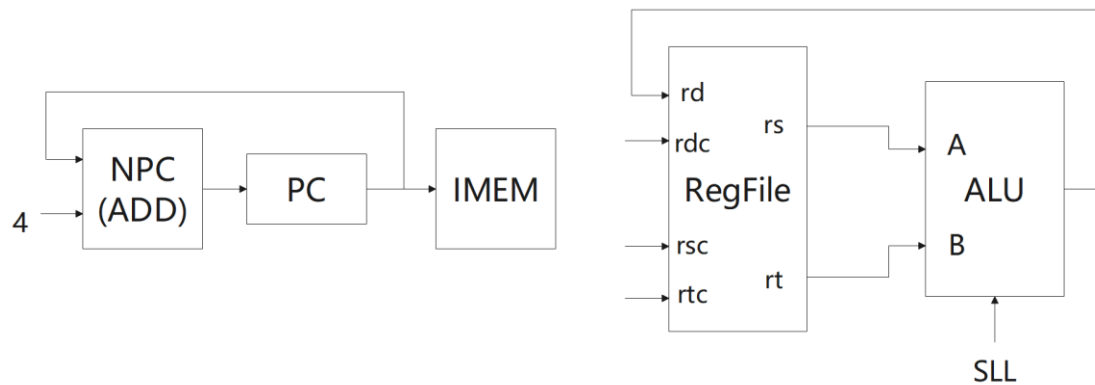 NPC
(ADD)
4
PC
IMEM
rd
rdc
rsc
rtc
RegFile
rs
rt
A
B
ALU
SLL